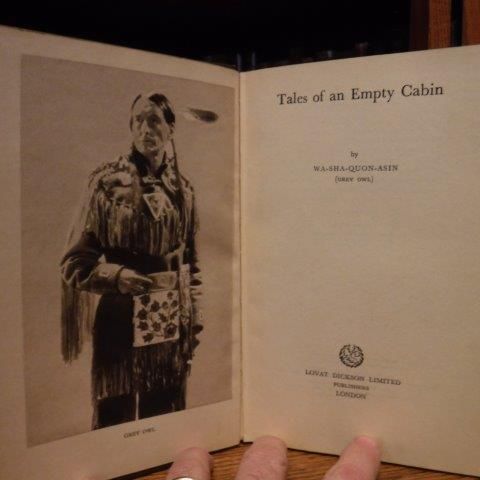 GREY OWL
Tales of an Empty Cabin
by
WA-SHA-QUON-ASIN
(GREY OWL)
LOVAT DICKSON LIMITED
PUBLISHERS
LONDON